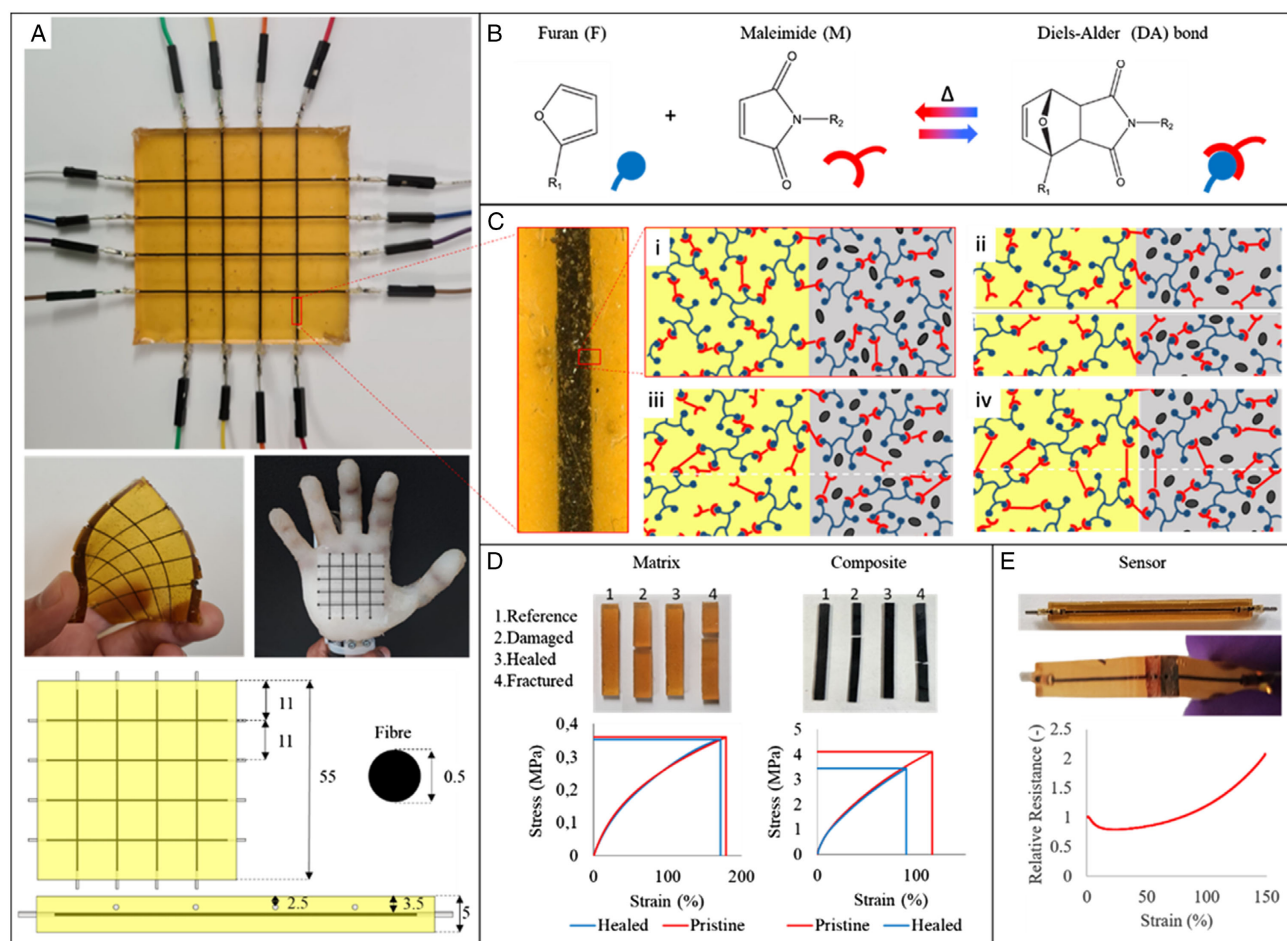 A
11
11
55
Fibre
0.5
2.5
3.5
5
B
Furan (F)
Maleimide (M)
Diels-Alder (DA) bond
O
R1
+
O
N
R2
O
Δ
O
O
N
R2
O
R1
C
i
ii
iii
iv
D
Matrix
Composite
1 2 3 4
1 2 3 4
1.Reference
2.Damaged
3.Healed
4.Fractured
Stress (MPa)
0,4
0,3
0,2
0,1
0
0 100 200
Strain (%)
Healed
Pristine
Stress (MPa)
5
4
3
2
1
0
0 100
Strain (%)
Pristine
Healed
E
Sensor
Relative Resistance (-)
2.5
2
1.5
1
0.5
0
0 50 100 150
Strain (%)